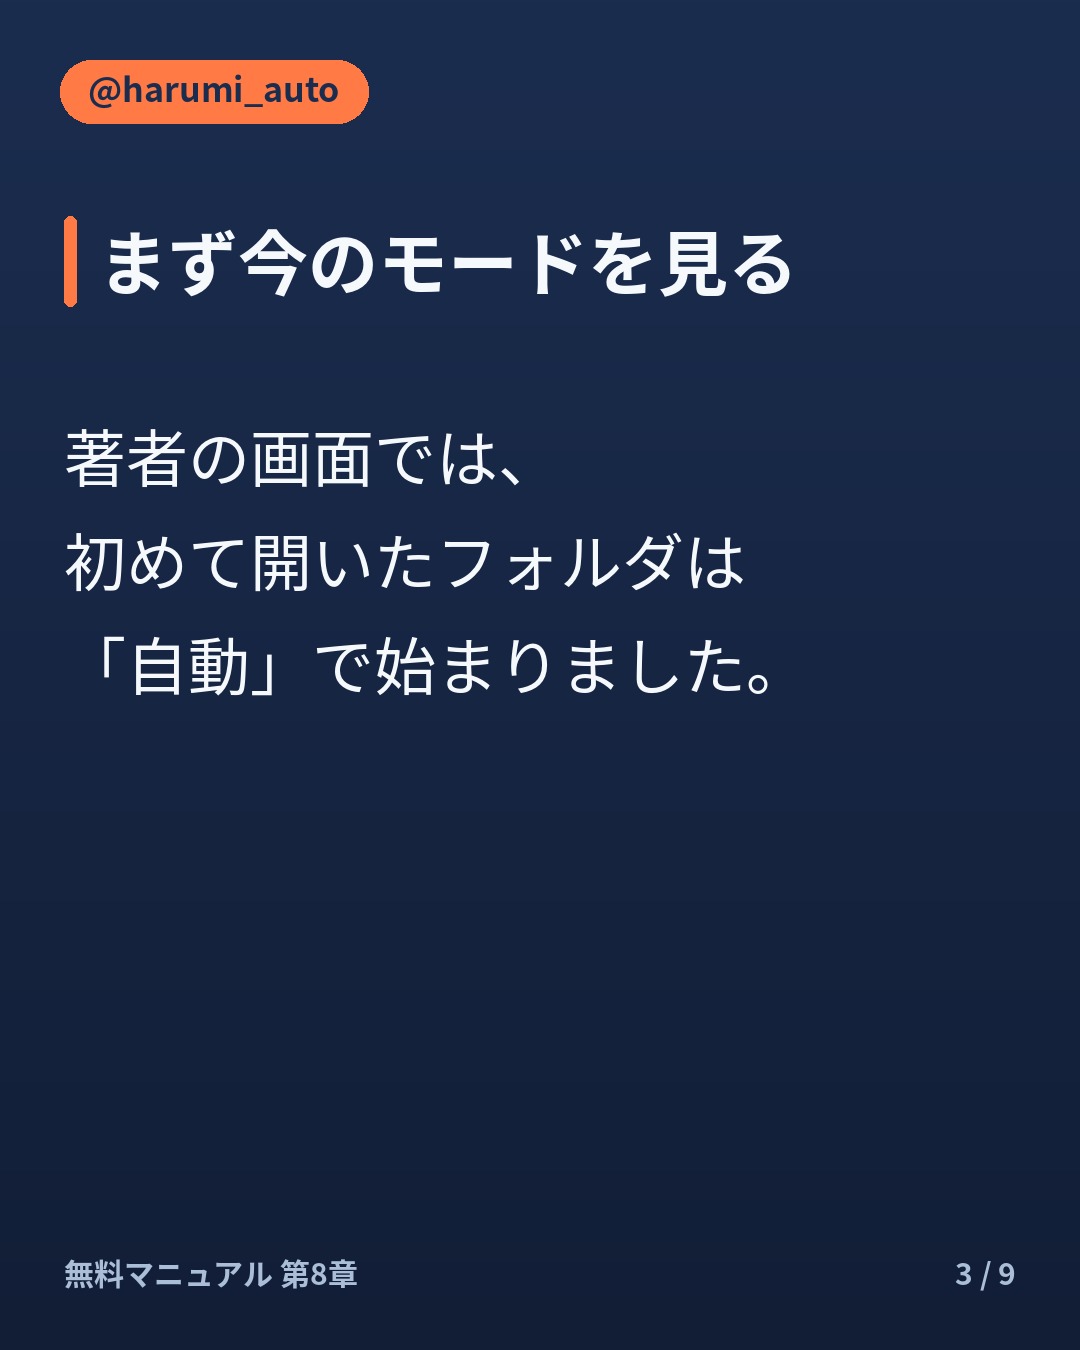 @harumi_auto
まず今のモードを見る
著者の画面では、
初めて開いたフォルダは
「自動」で始まりました。
無料マニュアル 第8章
3 / 9